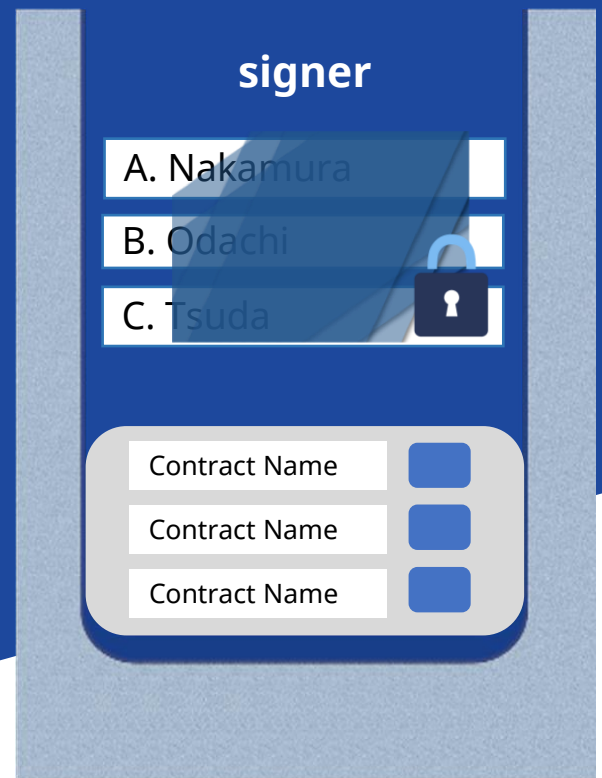 signer
A. Nakamura
B. Odachi
C. Tsuda
Contract Name
Contract Name
Contract Name